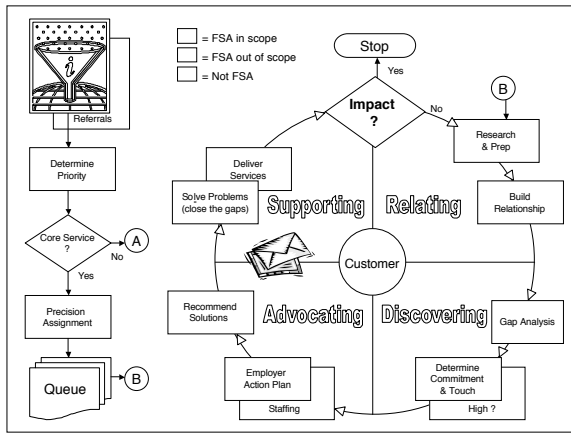 = FSA in scope
= FSA out of scope
= Not FSA
i
Referrals
Determine
Priority
Core Service
?
No
A
Yes
Precision
Assignment
Queue
B
Stop
Yes
Impact
?
No
B
Research
& Prep
Build
Relationship
Gap Analysis
Determine
Commitment
& Touch
High ?
Employer
Action Plan
Staffing
Recommend
Solutions
Solve Problems
(close the gaps)
Deliver
Services
Supporting
Relating
Customer
Advocating
Discovering